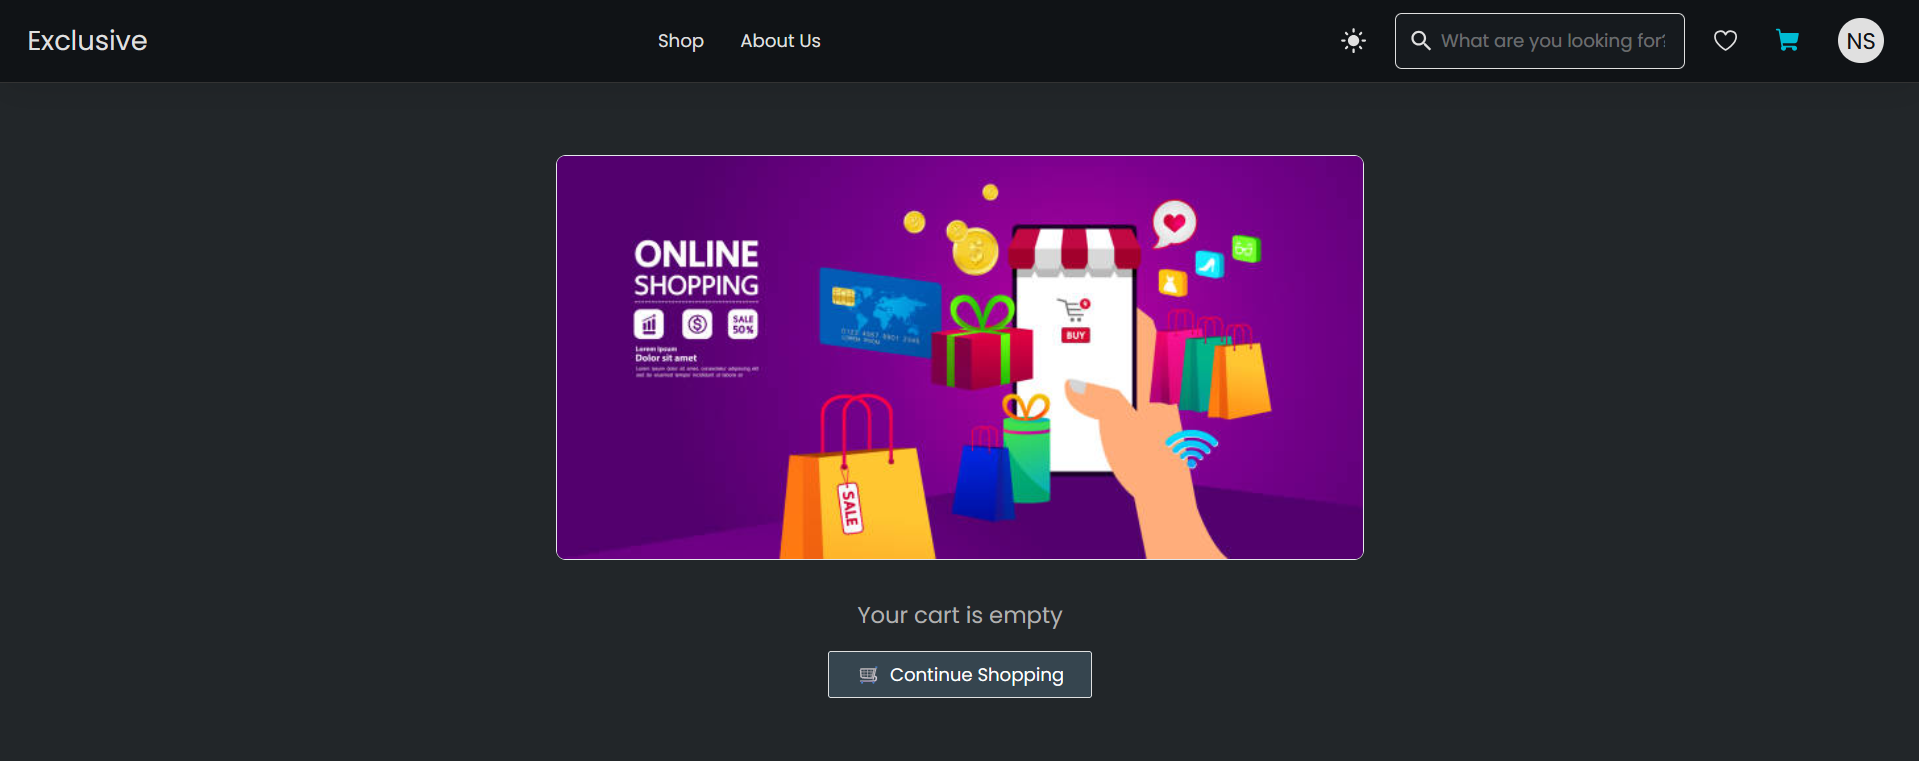 Exclusive
Shop
About Us
What are you looking for?
NS
ONLINE
SHOPPING
SALE
50%
Lorem Ipsum
Dolor sit amet
BUY
SALE
Your cart is empty
Continue Shopping